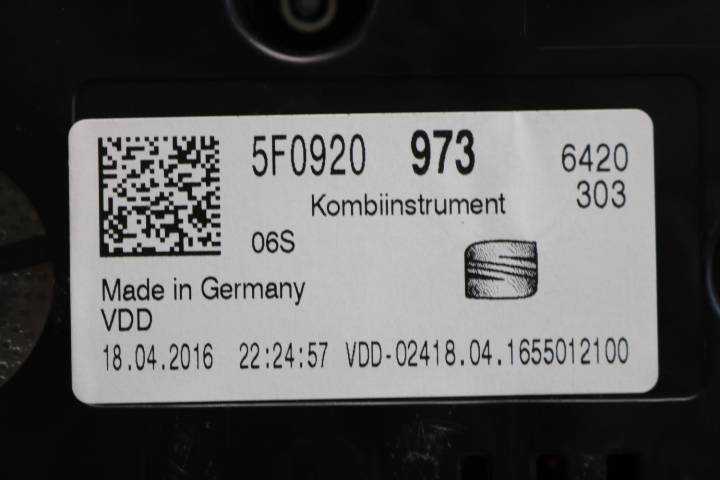 5F0920 973 6420
303
Kombiinstrument
06S
Made in Germany
VDD
18.04.2016 22:24:57 VDD-02418.04.1655012100